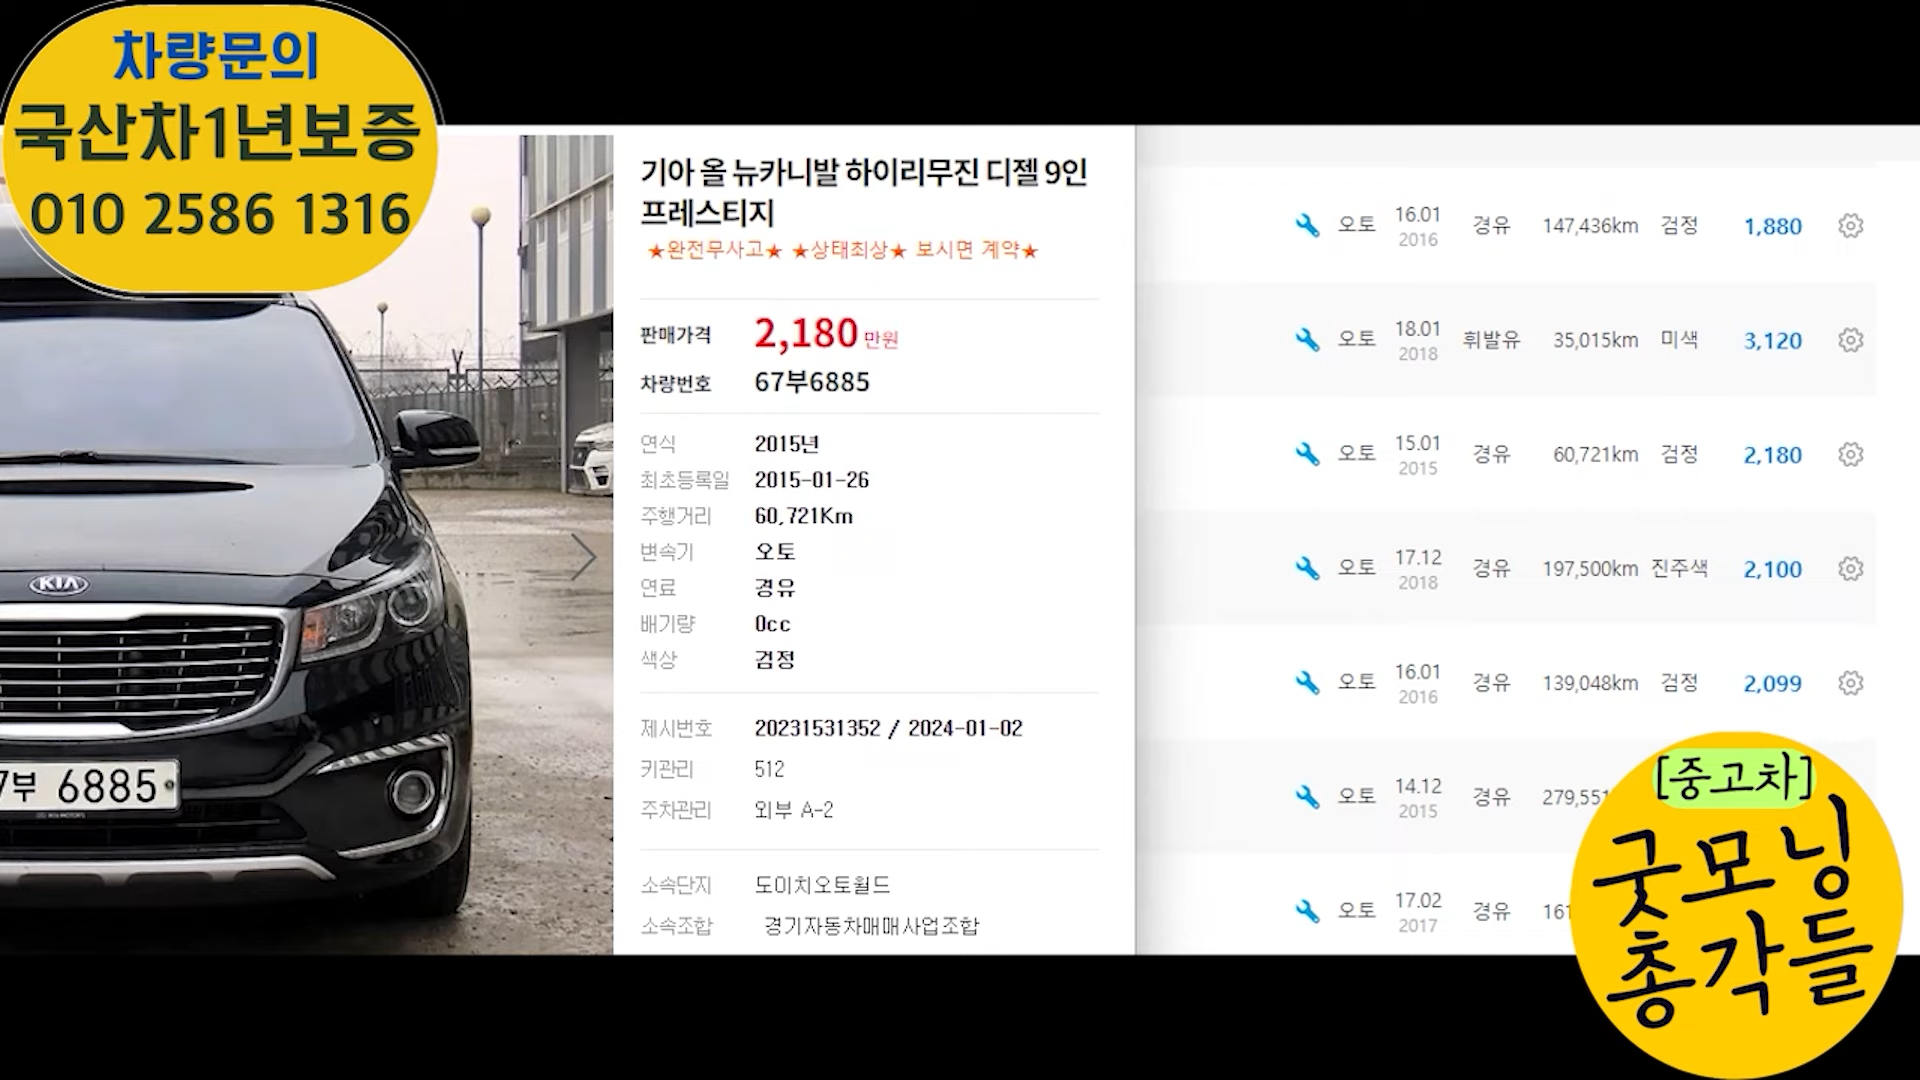 차량문의
국산차1년보증
010 2586 1316
KIA
부 6885
기아 올 뉴카니발 하이리무진 디젤 9인
프레스티지
★완전무사고★ ★상태최상★ 보시면 계약★
판매가격 2,180 만원
차량번호 67부6885
연식 2015년
최초등록일 2015-01-26
주행거리 60,721Km
변속기 오토
연료 경유
배기량 0cc
색상 검정
제시번호 20231531352 / 2024-01-02
키관리 512
주차관리 외부 A-2
소속단지 도이치오토월드
소속조합 경기자동차매매사업조합
오토 16.01 경유 147,436km 검정 1,880
2016
오토 18.01 휘발유 35,015km 미색 3,120
2018
오토 15.01 경유 60,721km 검정 2,180
2015
오토 17.12 경유 197,500km 진주색 2,100
2018
오토 16.01 경유 139,048km 검정 2,099
2016
오토 14.12 경유 279,551
2015
오토 17.02 경유 161
2017
[중고차]
굿모닝
총각들